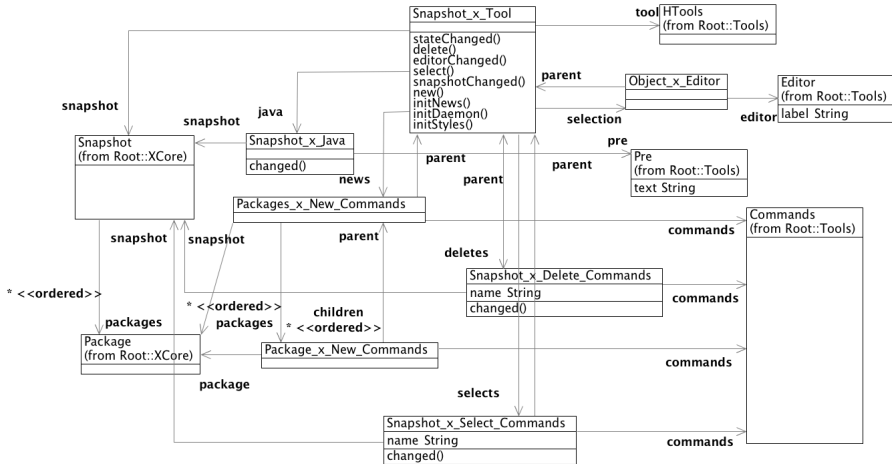 Snapshot_x_Tool
stateChanged()
delete()
editorChanged()
select()
snapshotChanged()
new()
initNews()
initDaemon()
initStyles()
tool
HTools
(from Root::Tools)
parent
Object_x_Editor
selection
editor
Editor
(from Root::Tools)
label String
snapshot
snapshot
java
Snapshot
(from Root::XCore)
Snapshot_x_Java
changed()
pre
Pre
(from Root::Tools)
text String
parent
parent
parent
news
Packages_x_New_Commands
commands
Commands
(from Root::Tools)
snapshot
snapshot
parent
deletes
Snapshot_x_Delete_Commands
name String
changed()
commands
* <<ordered>>
packages
* <<ordered>>
packages
children
* <<ordered>>
Package
(from Root::XCore)
Package_x_New_Commands
commands
package
selects
Snapshot_x_Select_Commands
name String
changed()
commands